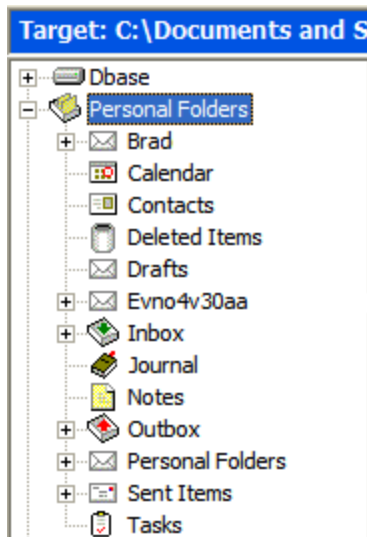 Target: C:\Documents and S
Dbase
Personal Folders
Brad
Calendar
Contacts
Deleted Items
Drafts
Evno4v30aa
Inbox
Journal
Notes
Outbox
Personal Folders
Sent Items
Tasks